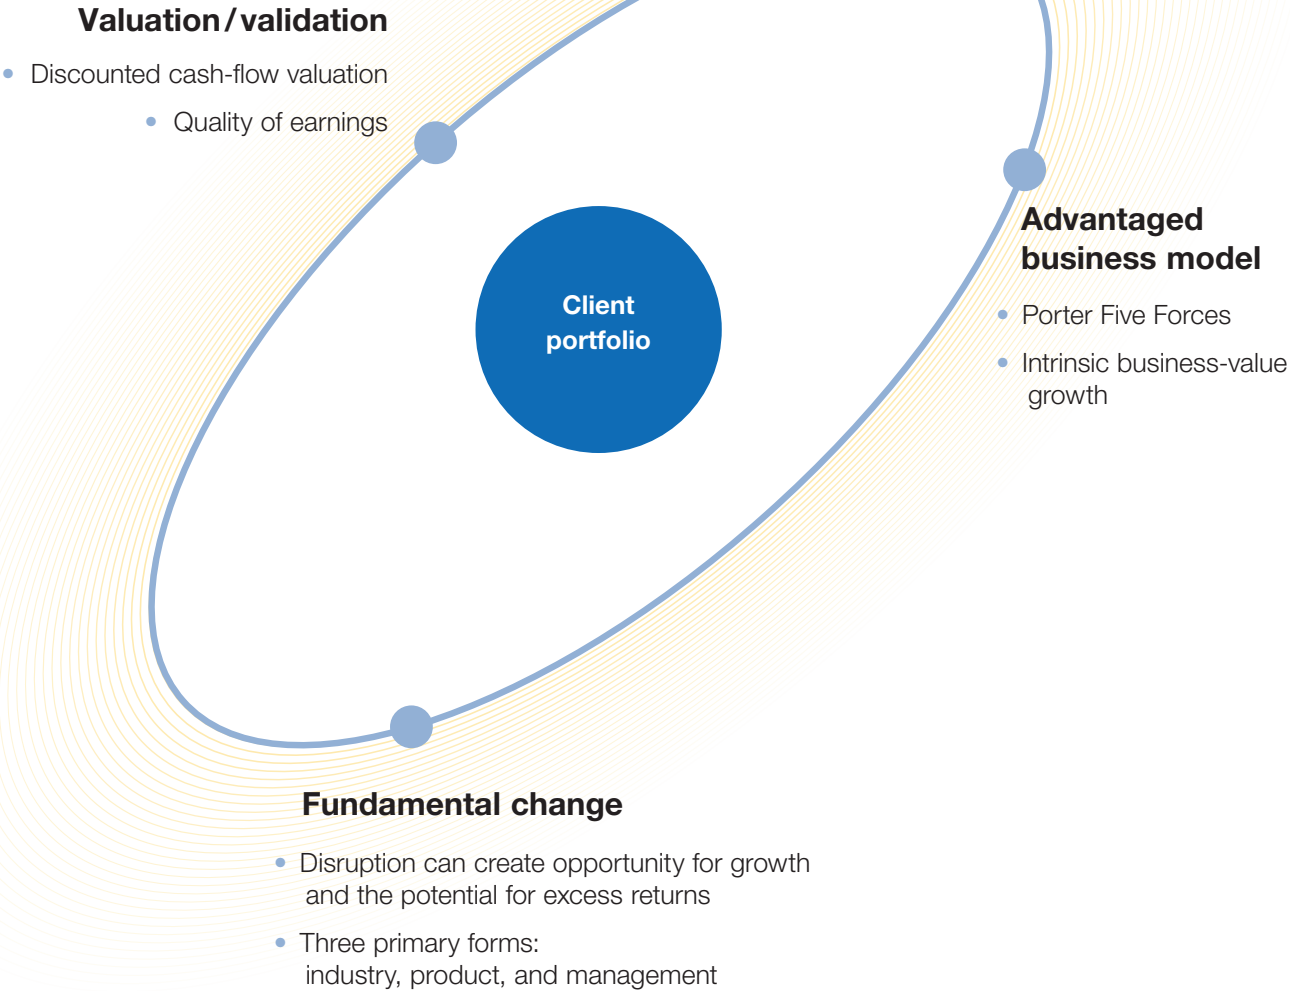 Valuation/validation
• Discounted cash-flow valuation
• Quality of earnings
Client
portfolio
Advantaged
business model
• Porter Five Forces
• Intrinsic business-value
growth
Fundamental change
• Disruption can create opportunity for growth
and the potential for excess returns
• Three primary forms:
industry, product, and management